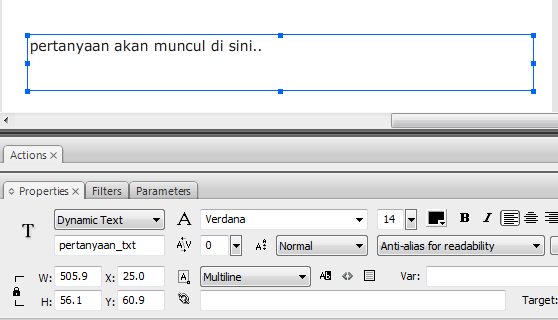 pertanyaan akan muncul di sini..
Actions ×
Properties × Filters Parameters
T Dynamic Text A Verdana 14 B I
pertanyaan_txt A V 0 Normal Anti-alias for readability
W: 505.9 X: 25.0 A Multiline AB <> Var:
H: 56.1 Y: 60.9 Target: